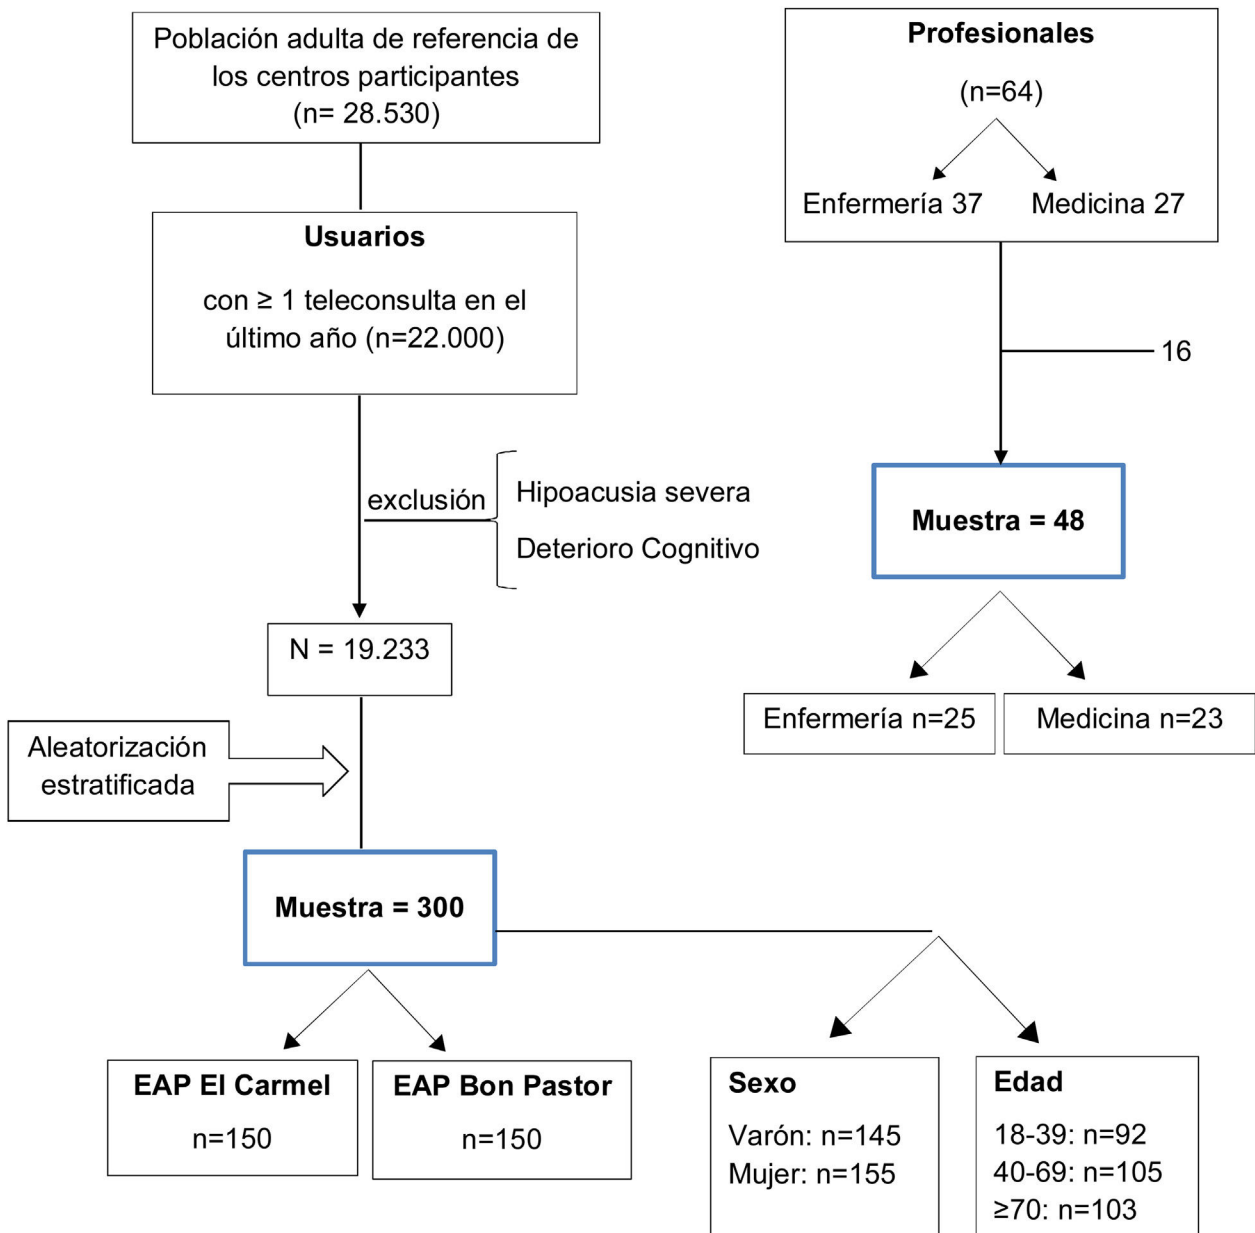 Población adulta de referencia de
los centros participantes
(n= 28.530)
Usuarios
con ≥ 1 teleconsulta en el
último año (n=22.000)
exclusión
Hipoacusia severa
Deterioro Cognitivo
N = 19.233
Aleatorización
estratificada
Muestra = 300
EAP El Carmel
n=150
EAP Bon Pastor
n=150
Sexo
Varón: n=145
Mujer: n=155
Edad
18-39: n=92
40-69: n=105
≥70: n=103
Profesionales
(n=64)
Enfermería 37
Medicina 27
16
Muestra = 48
Enfermería n=25
Medicina n=23